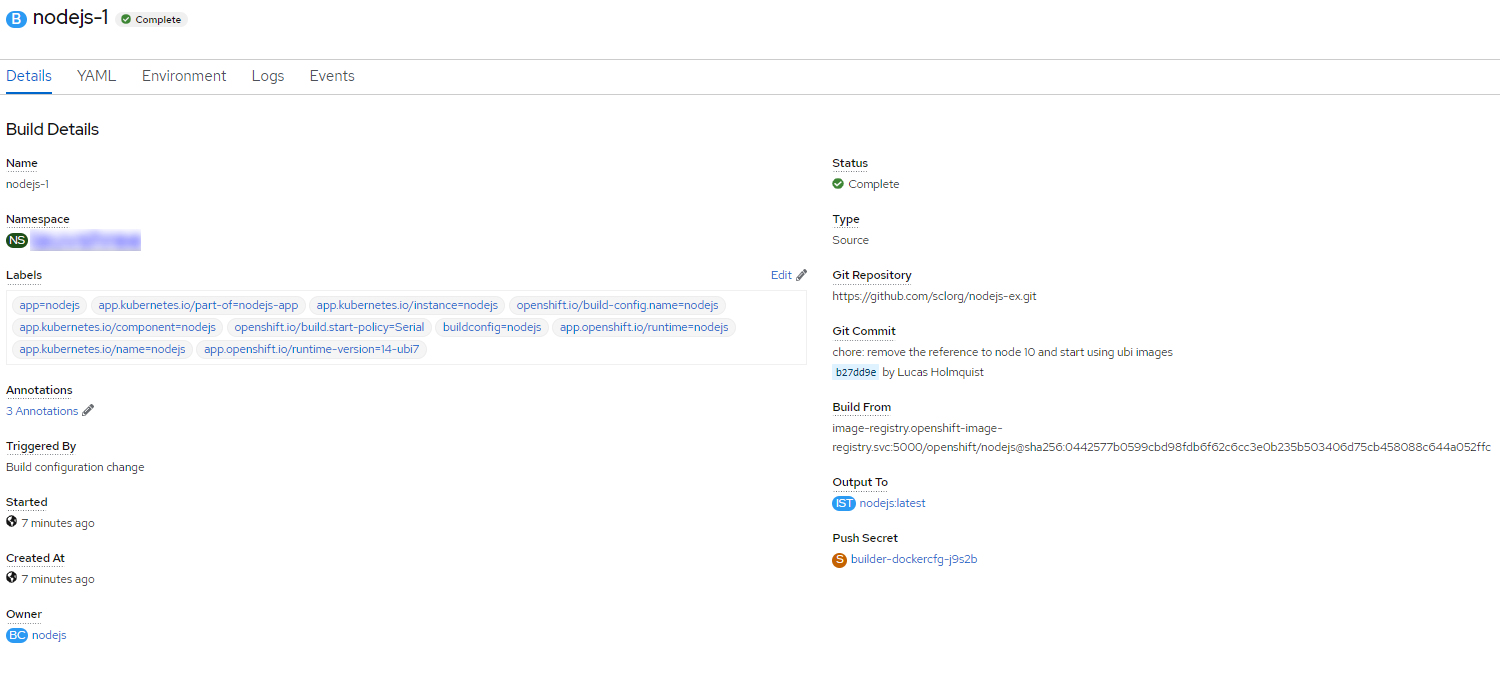 B nodejs-1 Complete
Details YAML Environment Logs Events
Build Details
Name
nodejs-1
Namespace
NS
Labels
Edit
app=nodejs app.kubernetes.io/part-of=nodejs-app app.kubernetes.io/instance=nodejs openshift.io/build-config.name=nodejs
app.kubernetes.io/component=nodejs openshift.io/build.start-policy=Serial buildconfig=nodejs app.openshift.io/runtime=nodejs
app.kubernetes.io/name=nodejs app.openshift.io/runtime-version=14-ubi7
Annotations
3 Annotations
Triggered By
Build configuration change
Started
7 minutes ago
Created At
7 minutes ago
Owner
BC nodejs
Status
Complete
Type
Source
Git Repository
https://github.com/sclorg/nodejs-ex.git
Git Commit
chore: remove the reference to node 10 and start using ubi images
b27dd9e by Lucas Holmquist
Build From
image-registry.openshift-image-
registry.svc:5000/openshift/nodejs@sha256:0442577b0599cbd98fdb6f62c6cc3e0b235b503406d75cb458088c644a052ffc
Output To
IST nodejs:latest
Push Secret
S builder-dockercfg-j9s2b